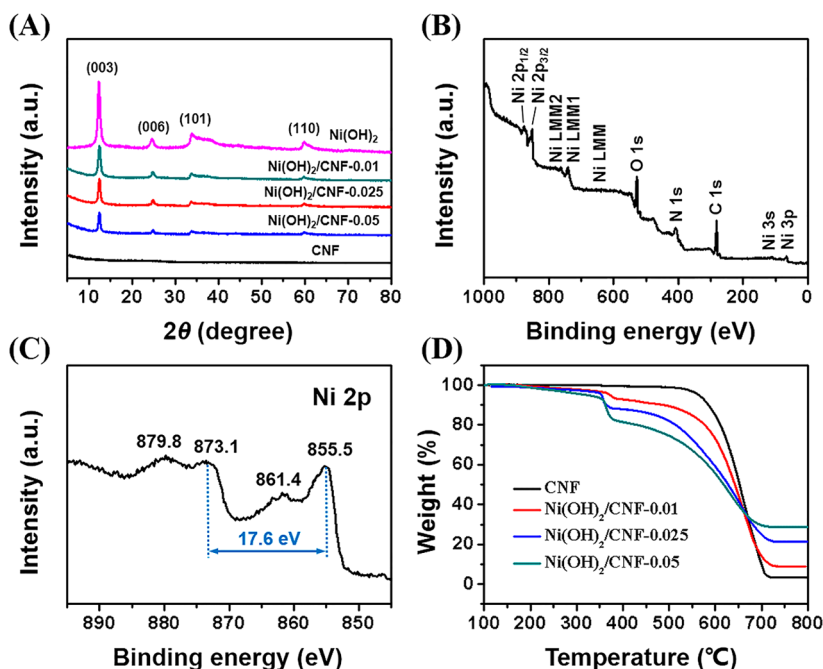 (A)
Intensity (a.u.)
(003)
(006)
(101)
(110)
Ni(OH)2
Ni(OH)2/CNF-0.01
Ni(OH)2/CNF-0.025
Ni(OH)2/CNF-0.05
CNF
10 20 30 40 50 60 70 80
2θ (degree)
(B)
Intensity (a.u.)
Ni 2p1/2
Ni 2p3/2
Ni LMM2
Ni LMM1
Ni LMM
O 1s
N 1s
C 1s
Ni 3s
Ni 3p
1000 800 600 400 200 0
Binding energy (eV)
(C)
Intensity (a.u.)
Ni 2p
879.8
873.1
861.4
855.5
17.6 eV
890 880 870 860 850
Binding energy (eV)
(D)
Weight (%)
100
80
60
40
20
0
CNF
Ni(OH)2/CNF-0.01
Ni(OH)2/CNF-0.025
Ni(OH)2/CNF-0.05
100 200 300 400 500 600 700 800
Temperature (℃)